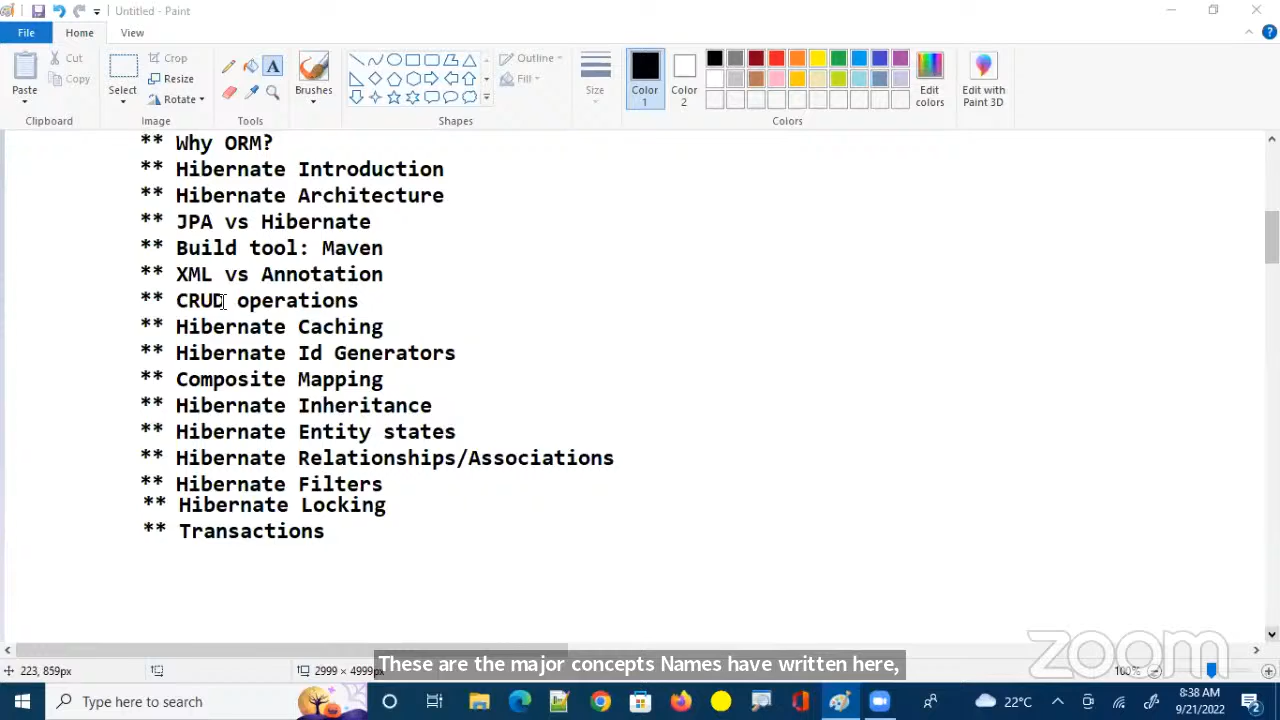 Untitled - Paint
File
Home
View
Paste
Cut
Copy
Clipboard
Select
Crop
Resize
Rotate
Image
A
Tools
Brushes
Outline
Fill
Shapes
Size
Color 1
Color 2
Edit colors
Colors
Edit with Paint 3D
** Why ORM?
** Hibernate Introduction
** Hibernate Architecture
** JPA vs Hibernate
** Build tool: Maven
** XML vs Annotation
** CRUD operations
** Hibernate Caching
** Hibernate Id Generators
** Composite Mapping
** Hibernate Inheritance
** Hibernate Entity states
** Hibernate Relationships/Associations
** Hibernate Filters
** Hibernate Locking
** Transactions
These are the major concepts Names have written here,
zoom
223, 859px
2999 × 4999px
100%
Type here to search
22°C
8:38 AM
9/21/2022
2